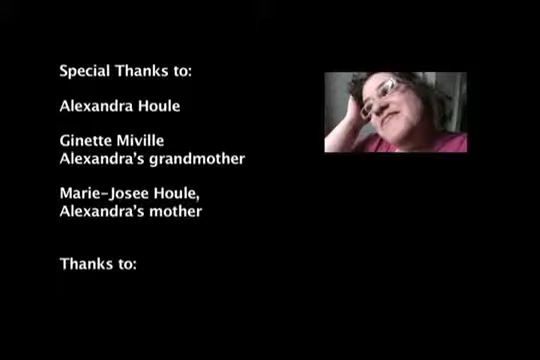 Special Thanks to:
Alexandra Houle
Ginette Miville
Alexandra's grandmother
Marie-Josee Houle,
Alexandra's mother
Thanks to: